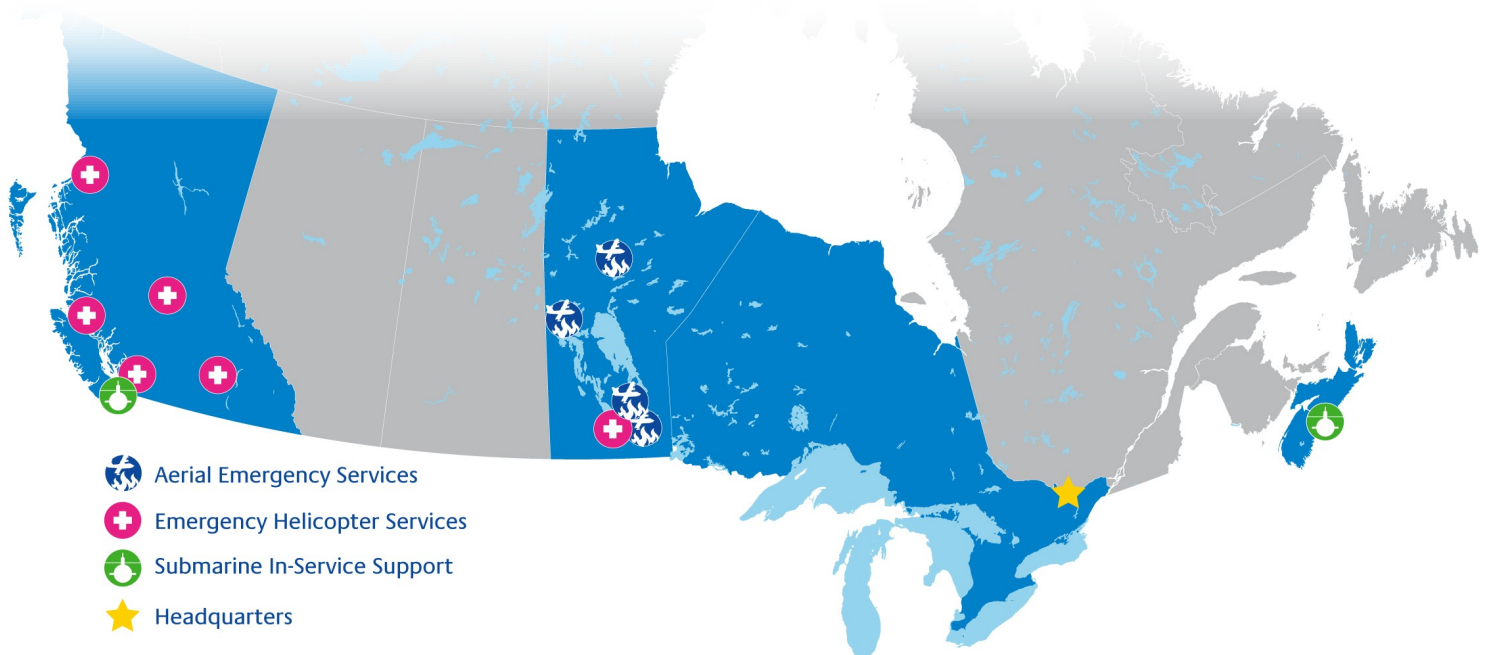 Aerial Emergency Services
Emergency Helicopter Services
Submarine In-Service Support
Headquarters